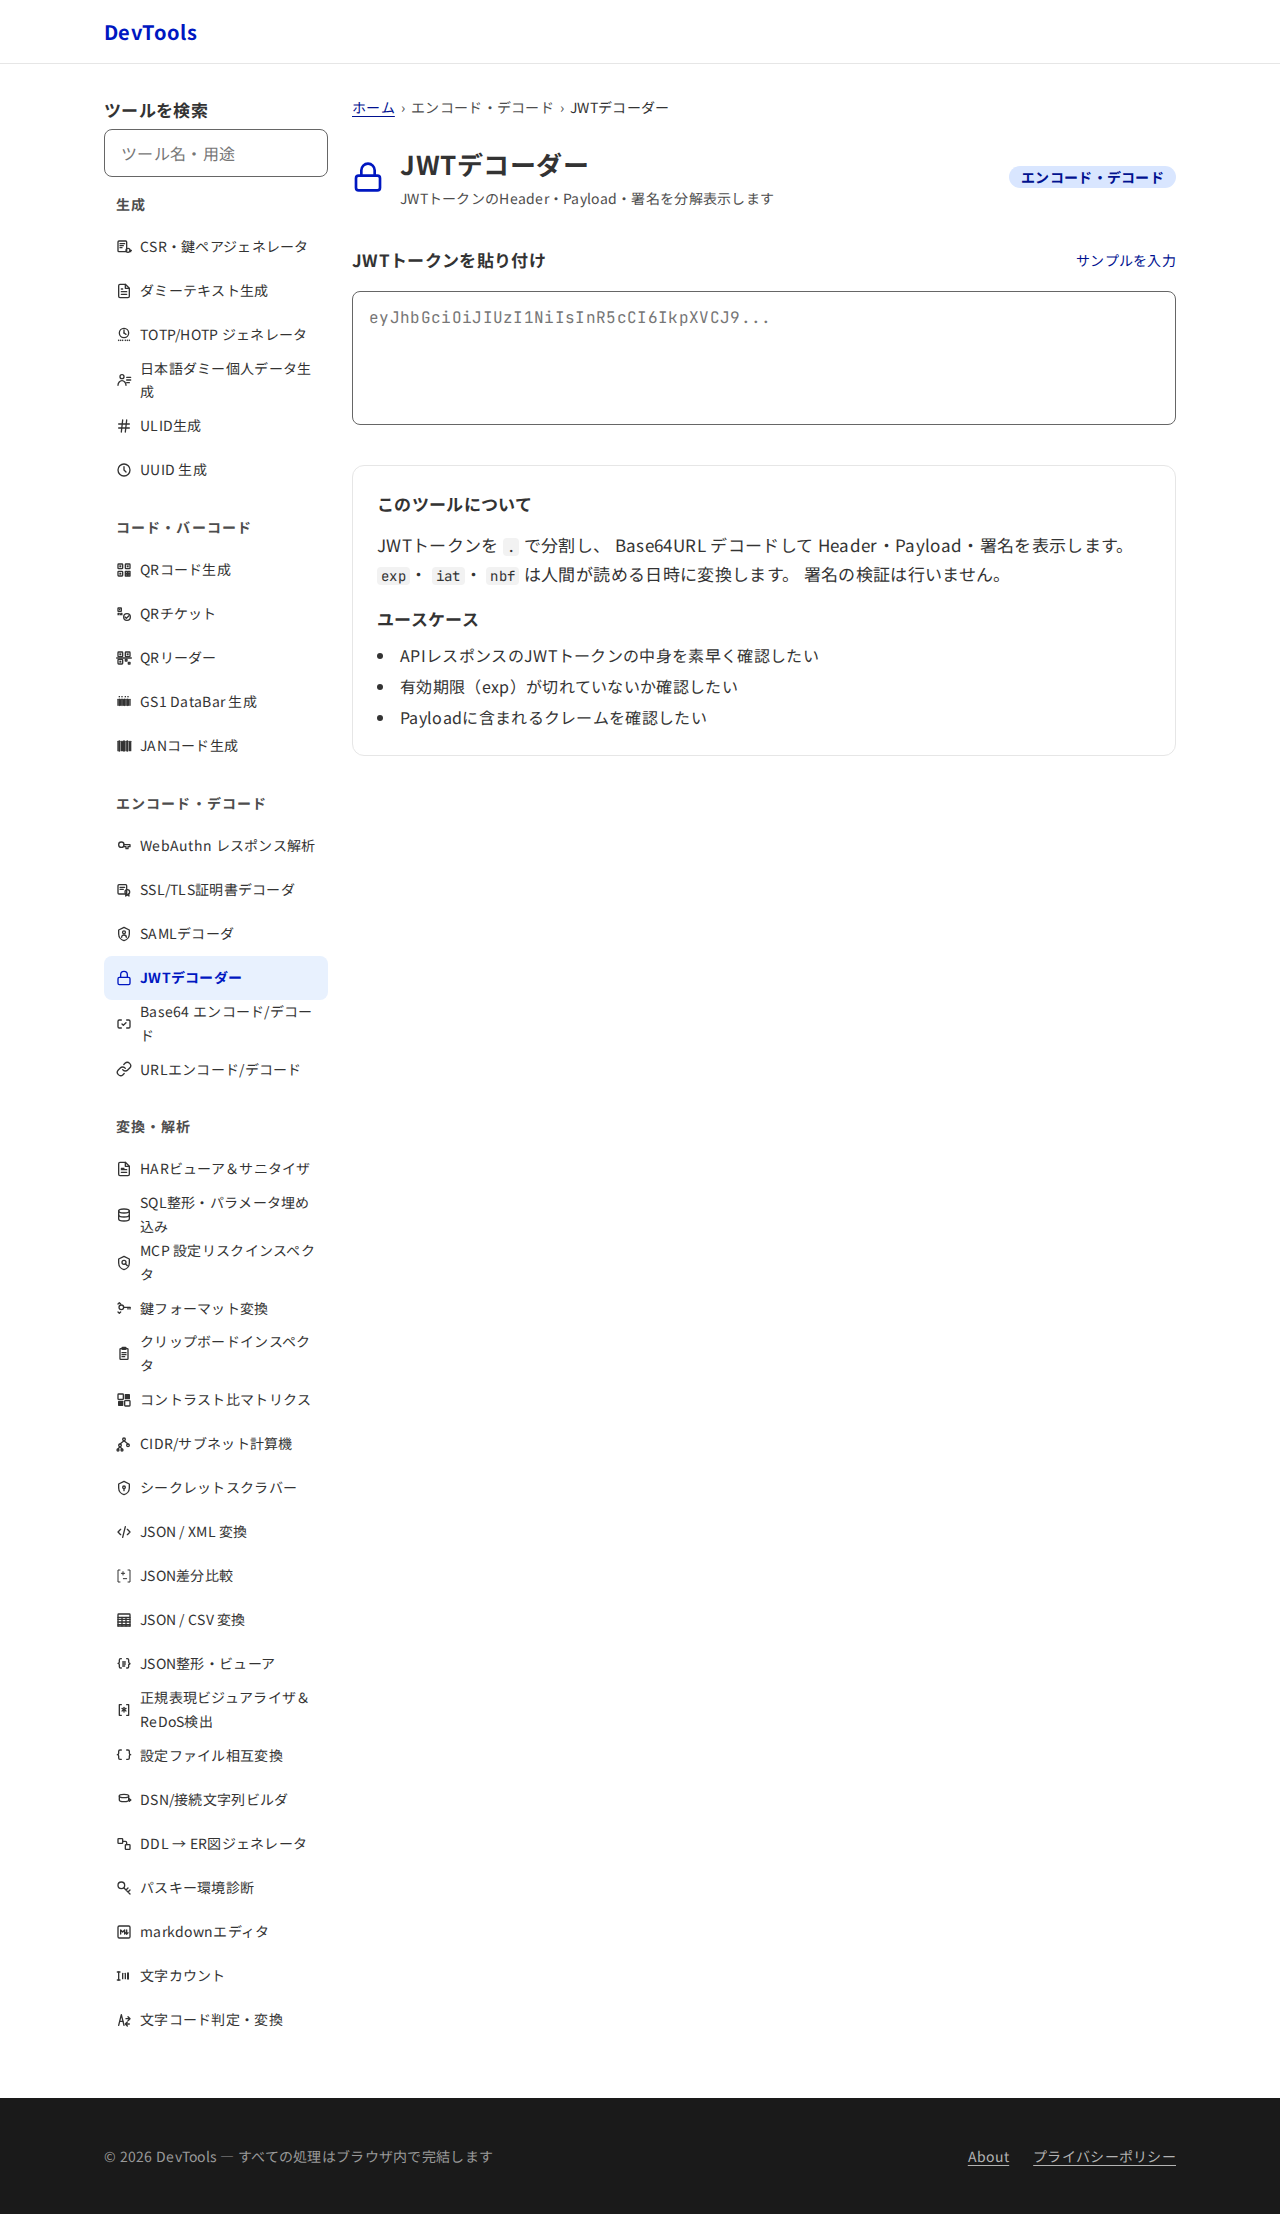 DevTools
ツールを検索
ツール名・用途
生成
CSR・鍵ペアジェネレータ
ダミーテキスト生成
TOTP/HOTP ジェネレータ
日本語ダミー個人データ生
成
ULID生成
UUID 生成
コード・バーコード
QRコード生成
QRチケット
QRリーダー
GS1 DataBar 生成
JANコード生成
エンコード・デコード
WebAuthn レスポンス解析
SSL/TLS証明書デコーダ
SAMLデコーダ
JWTデコーダー
Base64 エンコード/デコー
ド
URLエンコード/デコード
変換・解析
HARビューア＆サニタイザ
SQL整形・パラメータ埋め
込み
MCP 設定リスクインスペク
タ
鍵フォーマット変換
クリップボードインスペク
タ
コントラスト比マトリクス
CIDR/サブネット計算機
シークレットスクラバー
JSON / XML 変換
JSON差分比較
JSON / CSV 変換
JSON整形・ビューア
正規表現ビジュアライザ＆
ReDoS検出
設定ファイル相互変換
DSN/接続文字列ビルダ
DDL → ER図ジェネレータ
パスキー環境診断
markdownエディタ
文字カウント
文字コード判定・変換
ホーム › エンコード・デコード › JWTデコーダー
JWTデコーダー
JWTトークンのHeader・Payload・署名を分解表示します
エンコード・デコード
JWTトークンを貼り付け
サンプルを入力
eyJhbGciOiJIUzI1NiIsInR5cCI6IkpXVCJ9...
このツールについて
JWTトークンを . で分割し、 Base64URL デコードして Header・Payload・署名を表示します。
exp ・ iat ・ nbf は人間が読める日時に変換します。 署名の検証は行いません。
ユースケース
• APIレスポンスのJWTトークンの中身を素早く確認したい
• 有効期限（exp）が切れていないか確認したい
• Payloadに含まれるクレームを確認したい
© 2026 DevTools — すべての処理はブラウザ内で完結します
About
プライバシーポリシー